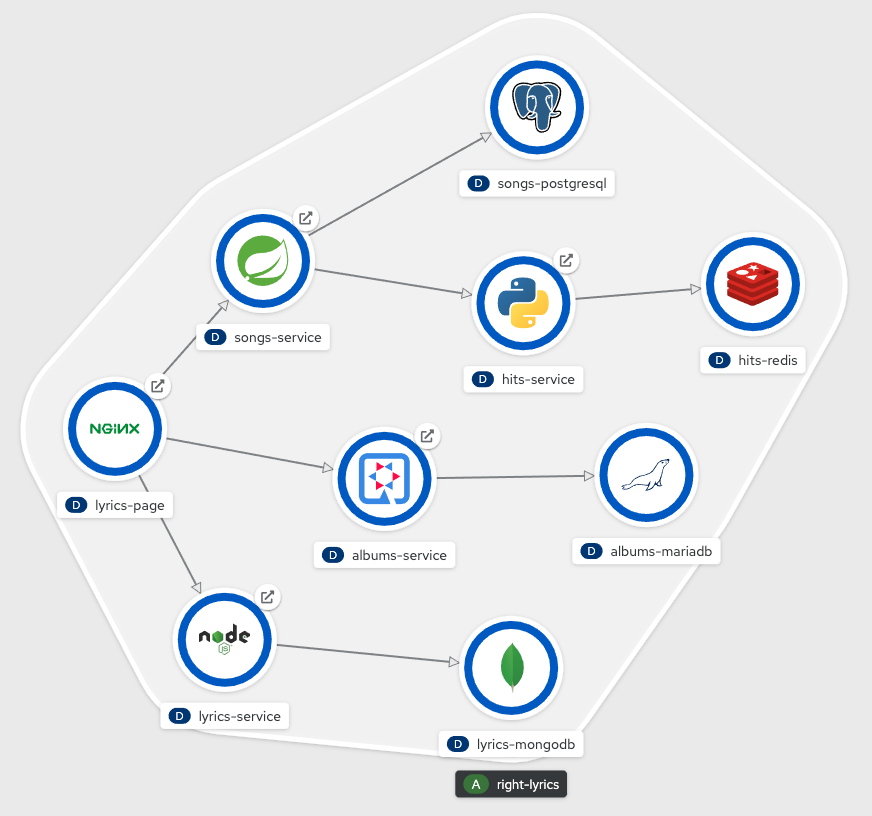 D songs-postgresql
D songs-service
D hits-service
D hits-redis
NGINX
D lyrics-page
D albums-service
D albums-mariadb
node
JS
D lyrics-service
D lyrics-mongodb
A right-lyrics